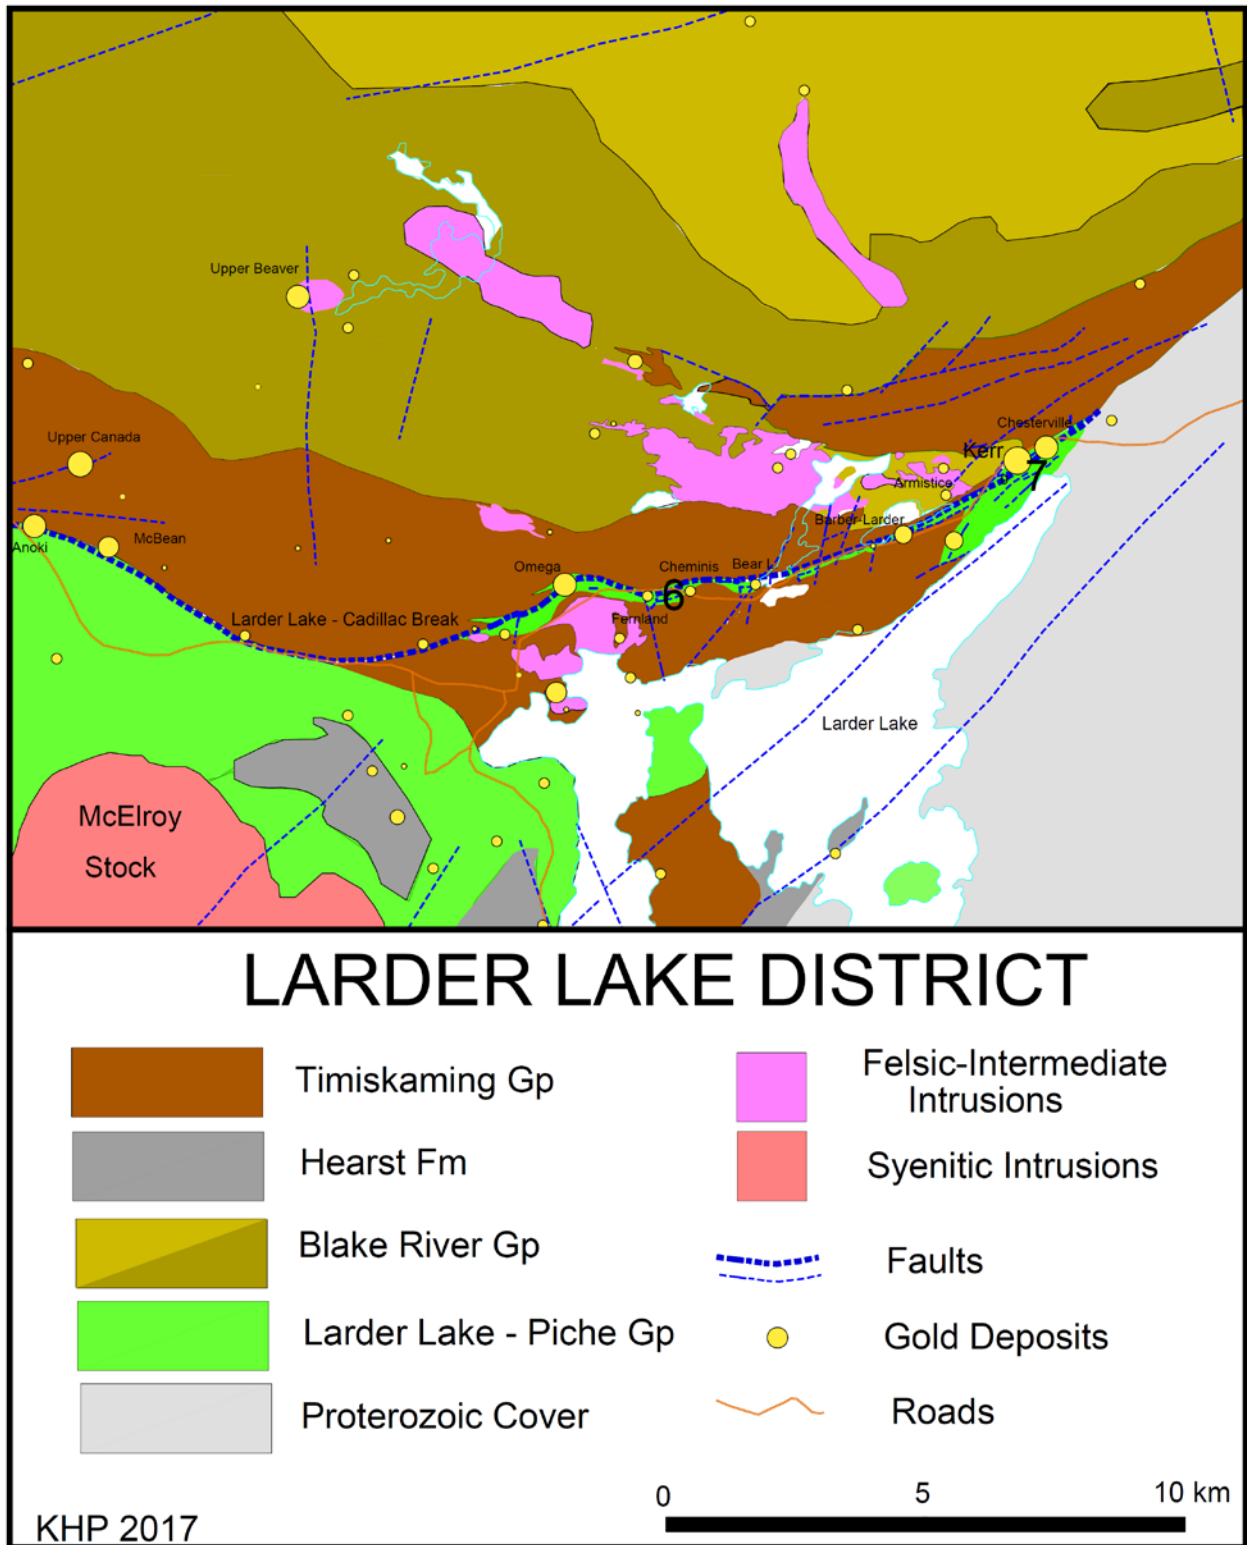 Upper Beaver
Upper Canada
Chesterville
Kerr
7
Armistice
Barber-Larder
Anoki
McBean
Omega
Cheminis
Bear L
6
Larder Lake - Cadillac Break
Fernland
Larder Lake
McElroy
Stock
LARDER LAKE DISTRICT
Timiskaming Gp
Hearst Fm
Blake River Gp
Larder Lake - Piche Gp
Proterozoic Cover
Felsic-Intermediate
Intrusions
Syenitic Intrusions
Faults
Gold Deposits
Roads
0 5 10 km
KHP 2017